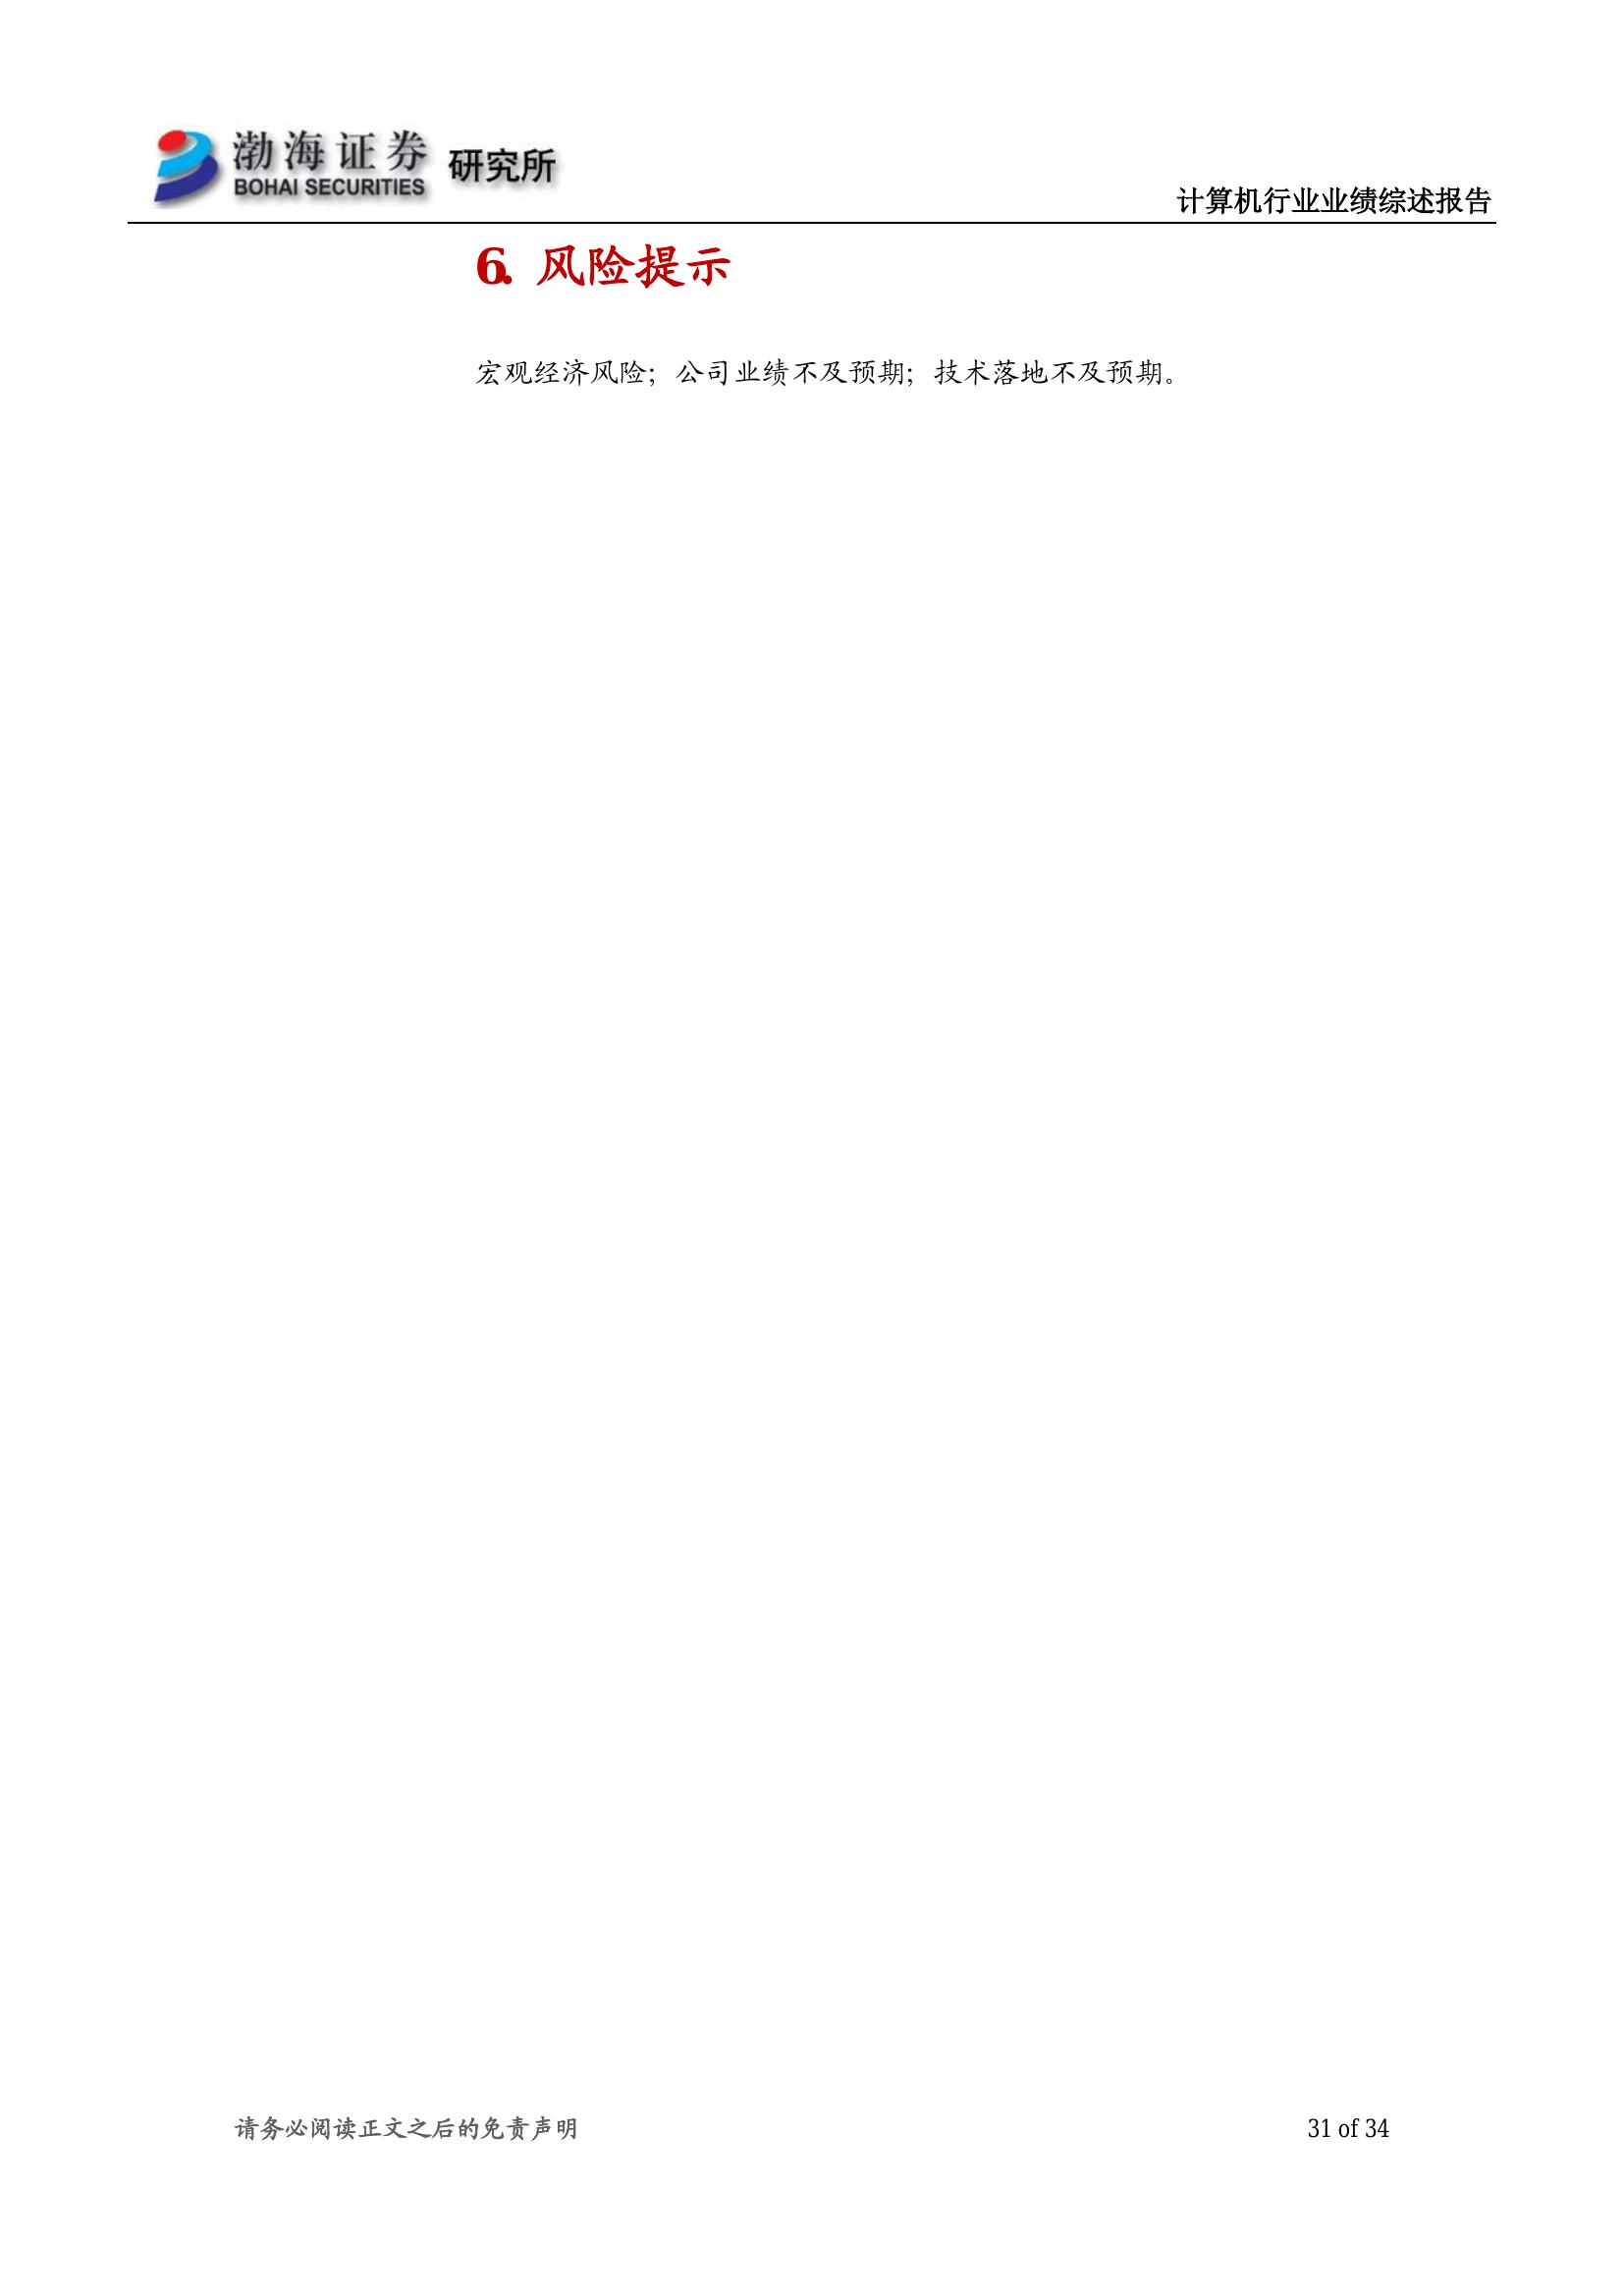 渤海证券 研究所
BOHAI SECURITIES
计算机行业业绩综述报告
6. 风险提示
宏观经济风险；公司业绩不及预期；技术落地不及预期。
请务必阅读正文之后的免责声明 31 of 34